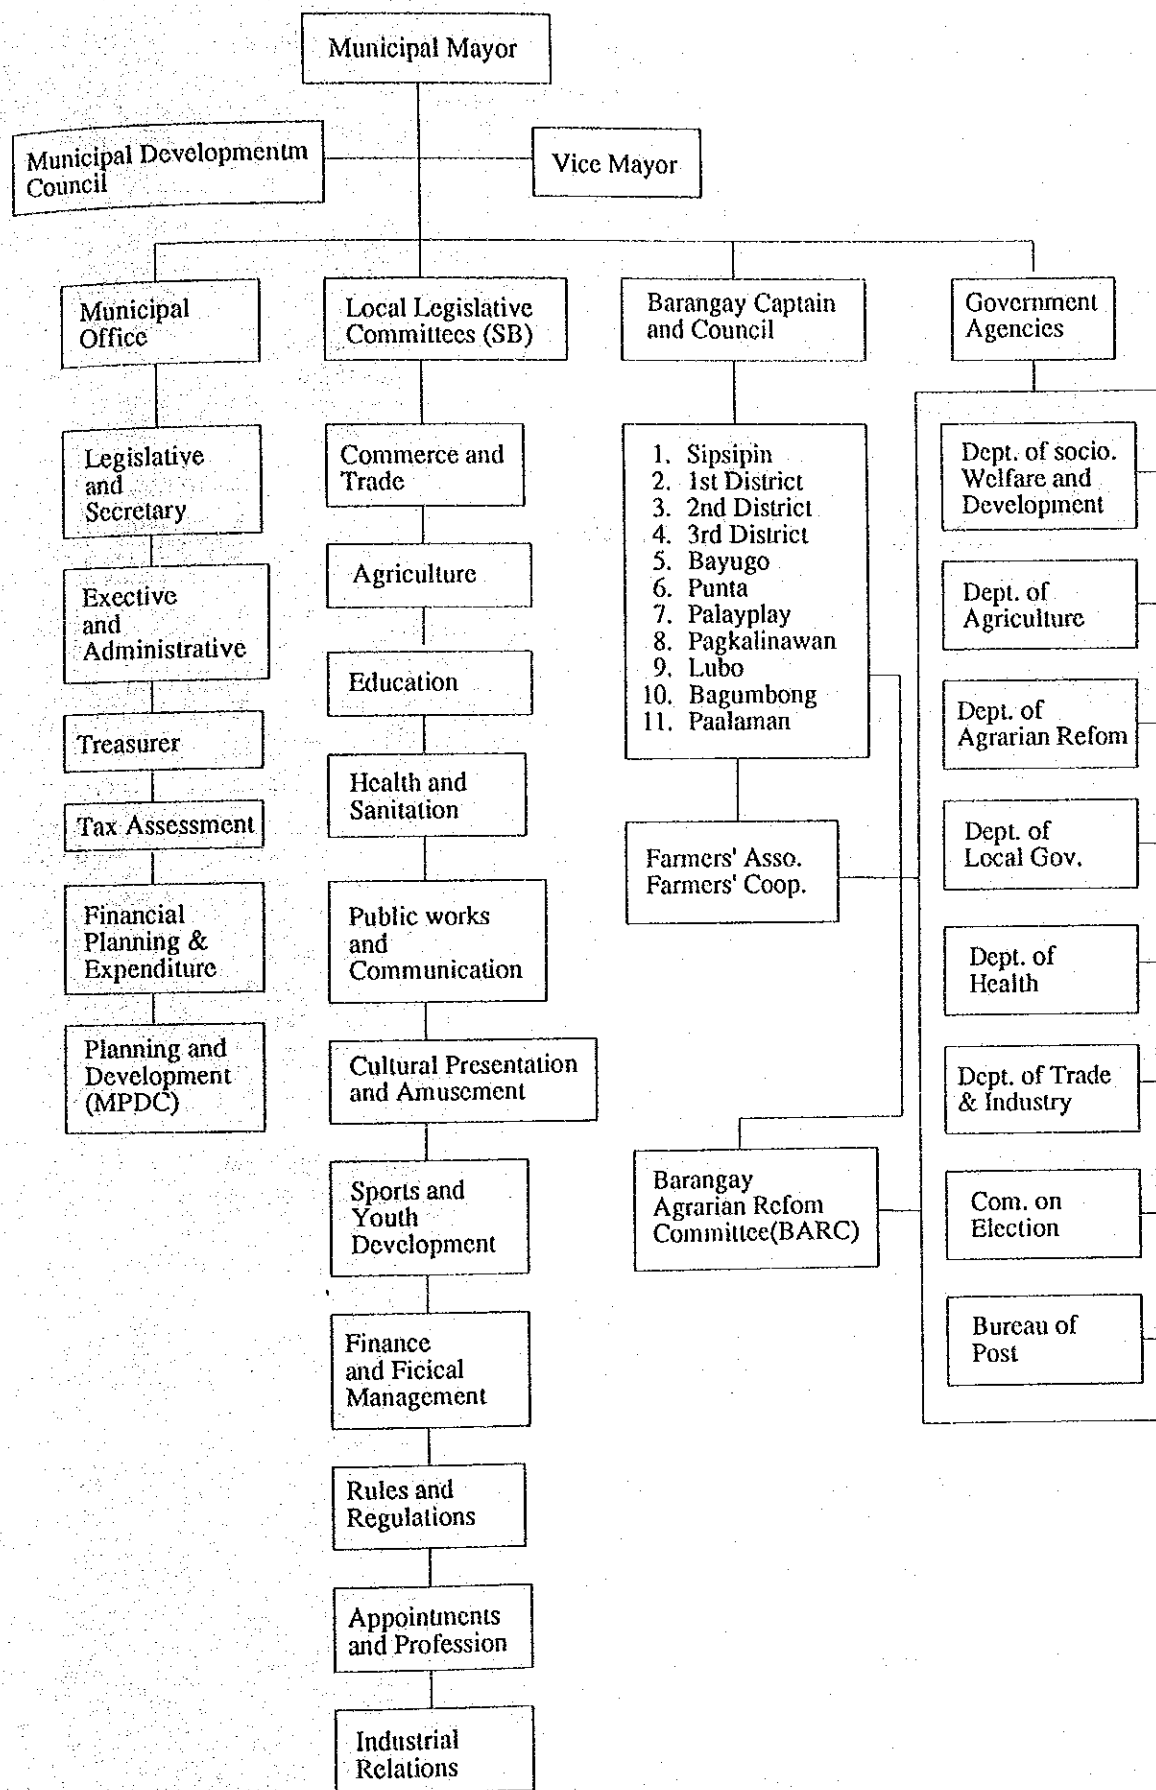 Municipal Mayor
Municipal Developmentm
Council
Vice Mayor
Municipal
Office
Legislative
and
Secretary
Exective
and
Administrative
Treasurer
Tax Assessment
Financial
Planning &
Expenditure
Planning and
Development
(MPDC)
Local Legislative
Committees (SB)
Commerce and
Trade
Agriculture
Education
Health and
Sanitation
Public works
and
Communication
Cultural Presentation
and Amusement
Sports and
Youth
Development
Finance
and Ficical
Management
Rules and
Regulations
Appointments
and Profession
Industrial
Relations
Barangay Captain
and Council
1. Sipsipin
2. 1st District
3. 2nd District
4. 3rd District
5. Bayugo
6. Punta
7. Palayplay
8. Pagkalinawan
9. Lubo
10. Bagumbong
11. Paalaman
Farmers' Asso.
Farmers' Coop.
Barangay
Agrarian Refom
Committee(BARC)
Government
Agencies
Dept. of socio.
Welfare and
Development
Dept. of
Agriculture
Dept. of
Agrarian Refom
Dept. of
Local Gov.
Dept. of
Health
Dept. of Trade
& Industry
Com. on
Election
Bureau of
Post